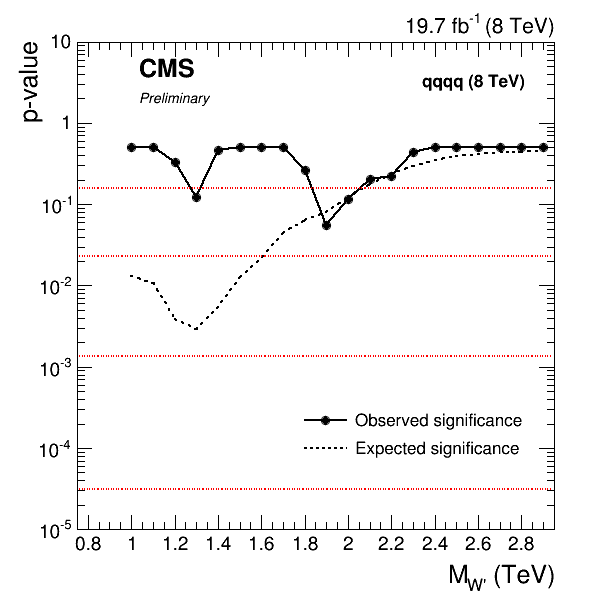 19.7 fb⁻¹ (8 TeV)
CMS
qqqq (8 TeV)
Preliminary
p-value
10
1
10⁻¹
10⁻²
10⁻³
10⁻⁴
10⁻⁵
Observed significance
Expected significance
0.8 1 1.2 1.4 1.6 1.8 2 2.2 2.4 2.6 2.8
M_W' (TeV)